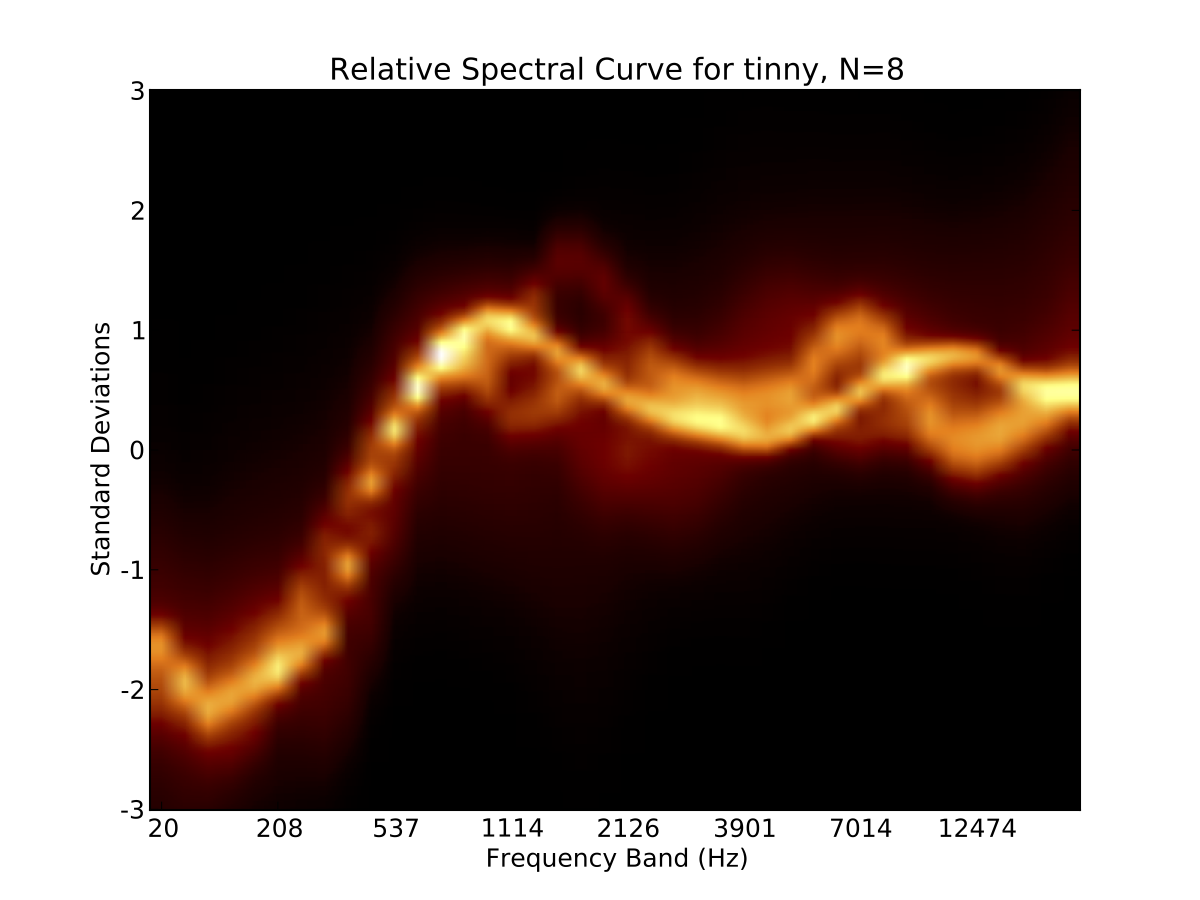 Relative Spectral Curve for tinny, N=8
3
2
1
0
-1
-2
-3
Standard Deviations
20 208 537 1114 2126 3901 7014 12474
Frequency Band (Hz)